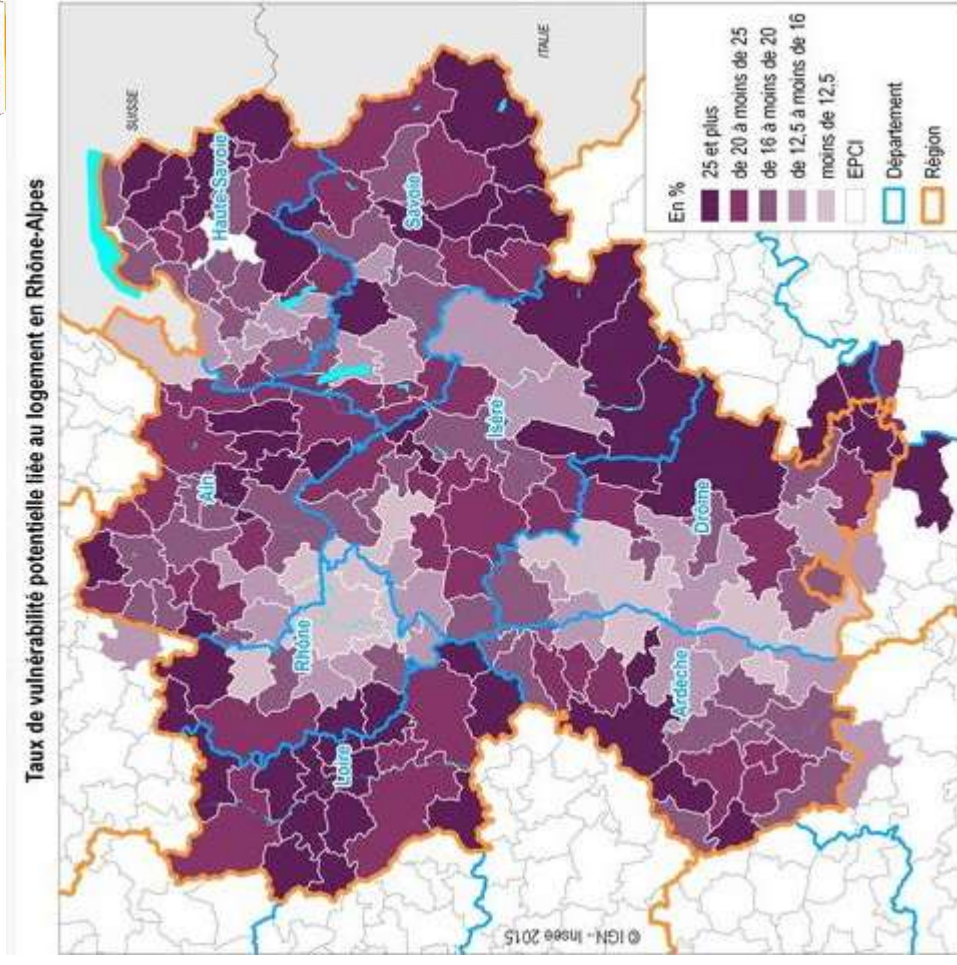 Taux de vulnérabilité potentielle liée au logement en Rhône-Alpes
SUISSE
ITALIE
Haute-Savoie
Savoie
Ain
Isère
Rhône
Loire
Drôme
Ardèche
En %
25 et plus
de 20 à moins de 25
de 16 à moins de 20
de 12,5 à moins de 16
moins de 12,5
EPCI
Département
Région
© IGN - Insee 2015